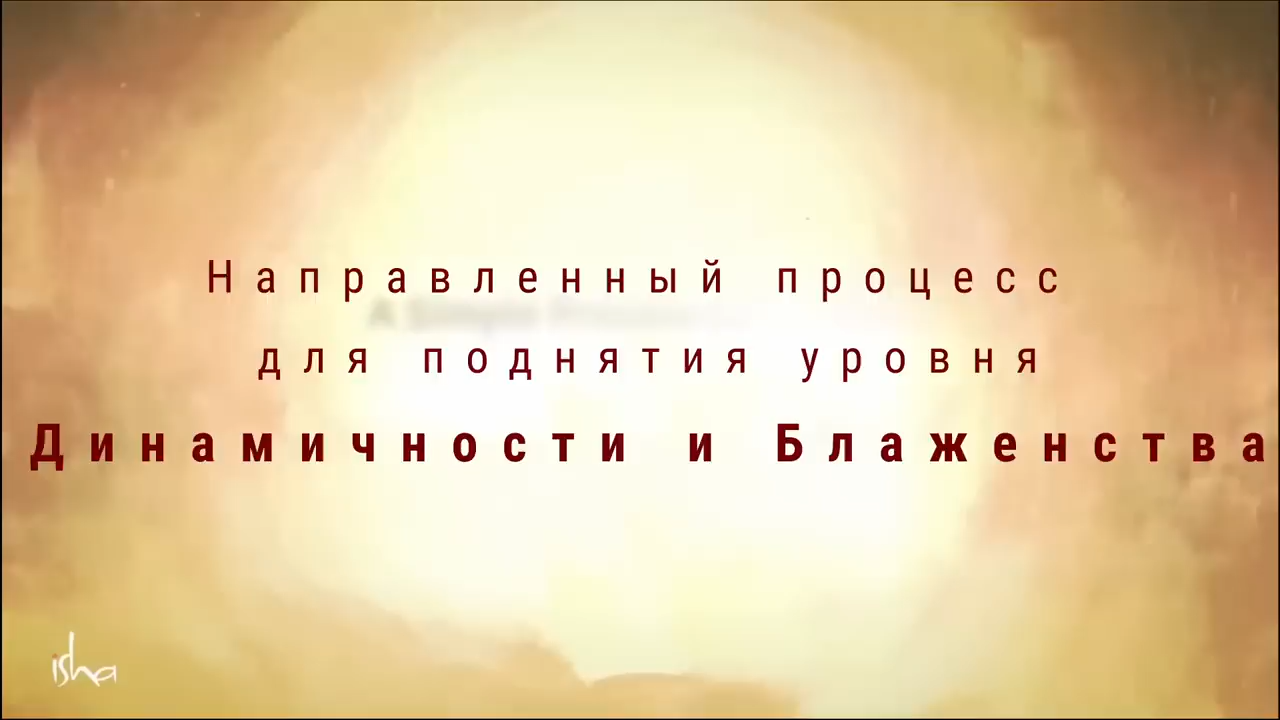 Направленный процесс
для поднятия уровня
Динамичности и Блаженства
isha